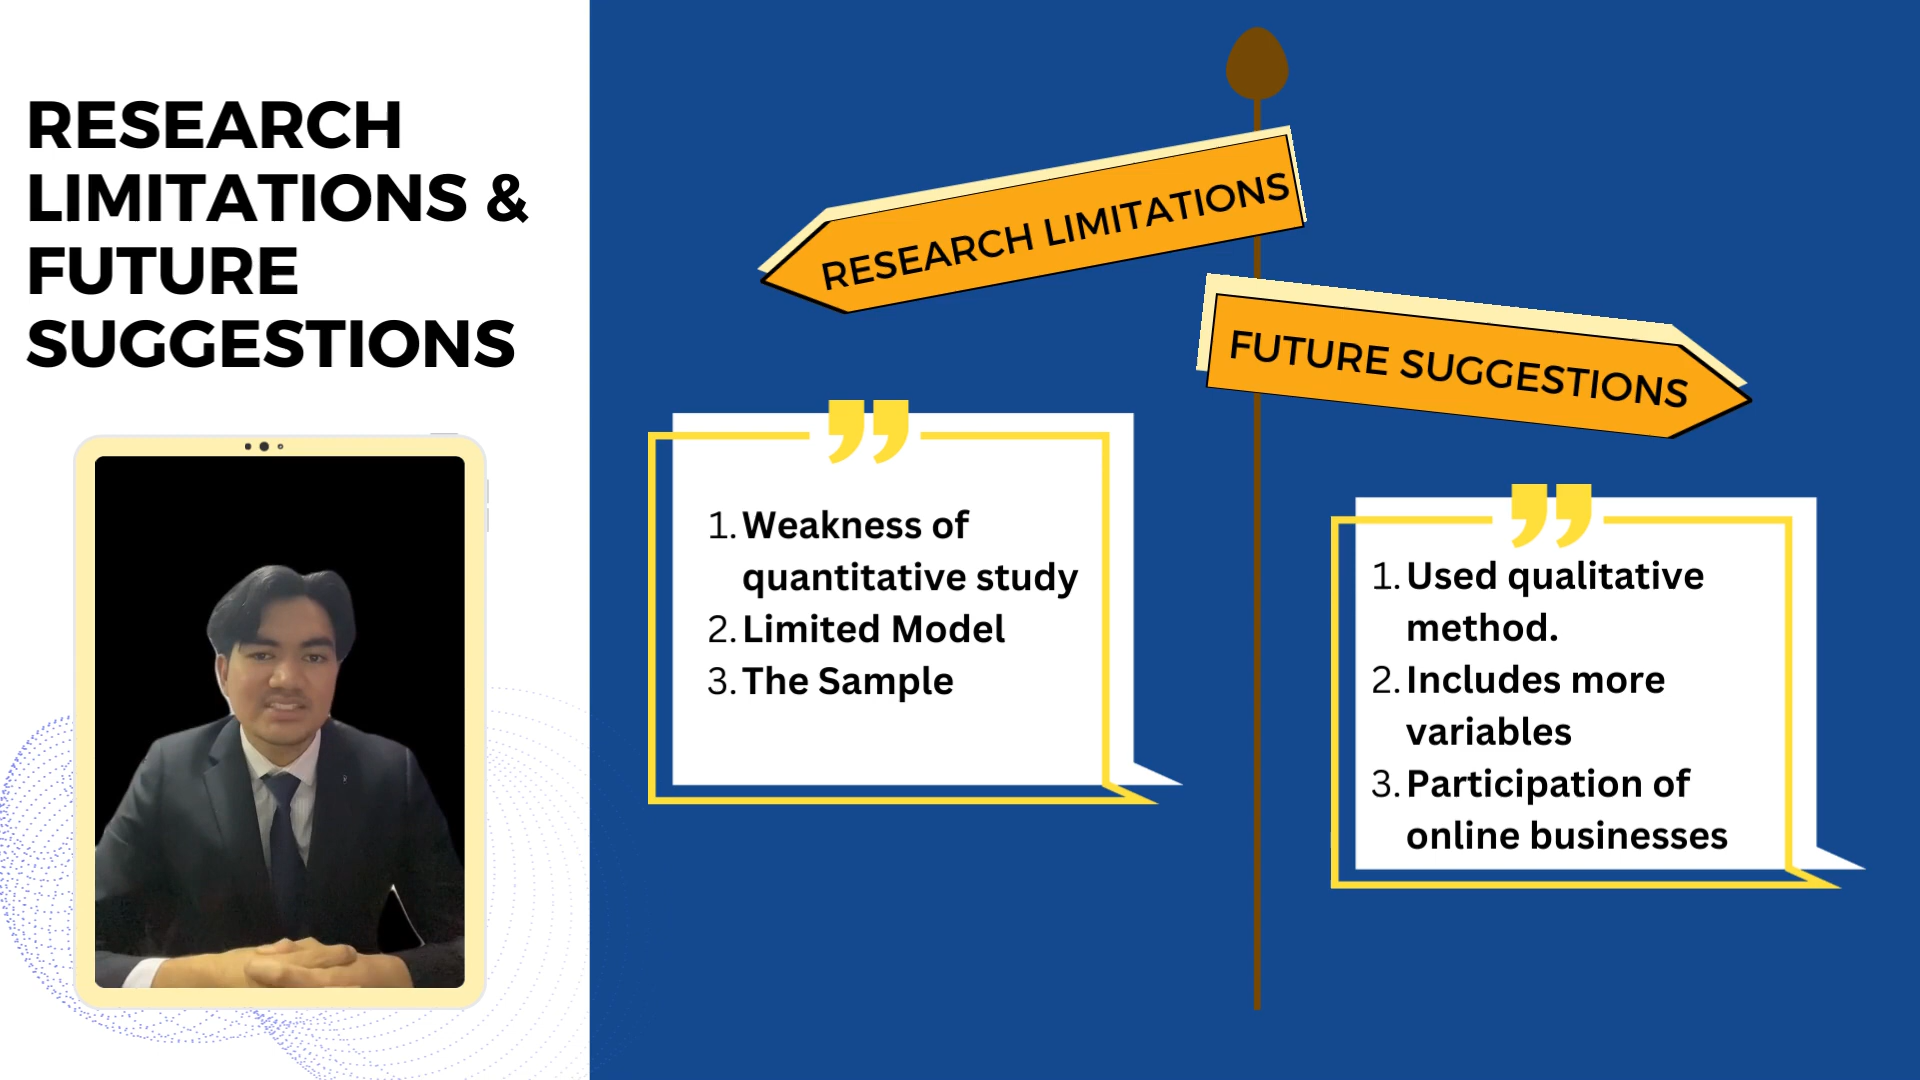 RESEARCH
LIMITATIONS &
FUTURE
SUGGESTIONS
RESEARCH LIMITATIONS
FUTURE SUGGESTIONS
1. Weakness of
quantitative study
2. Limited Model
3. The Sample
1. Used qualitative
method.
2. Includes more
variables
3. Participation of
online businesses